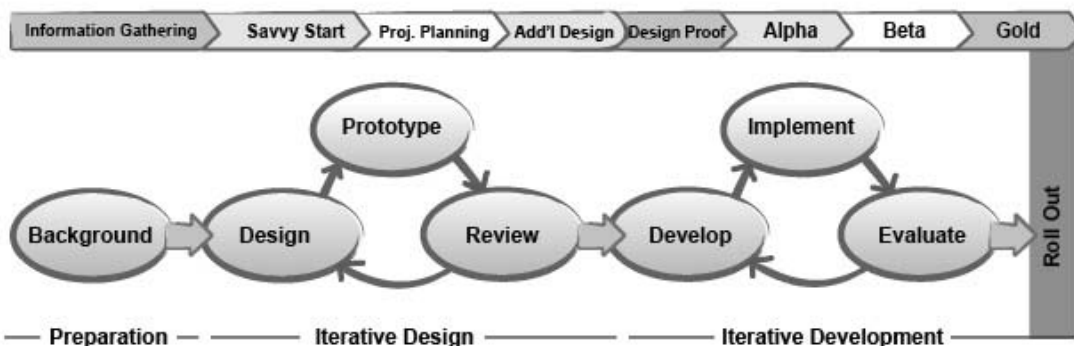 Information Gathering Savvy Start Proj. Planning Add'l Design Design Proof Alpha Beta Gold
Prototype Implement
Background Design Review Develop Evaluate Roll Out
Preparation Iterative Design Iterative Development